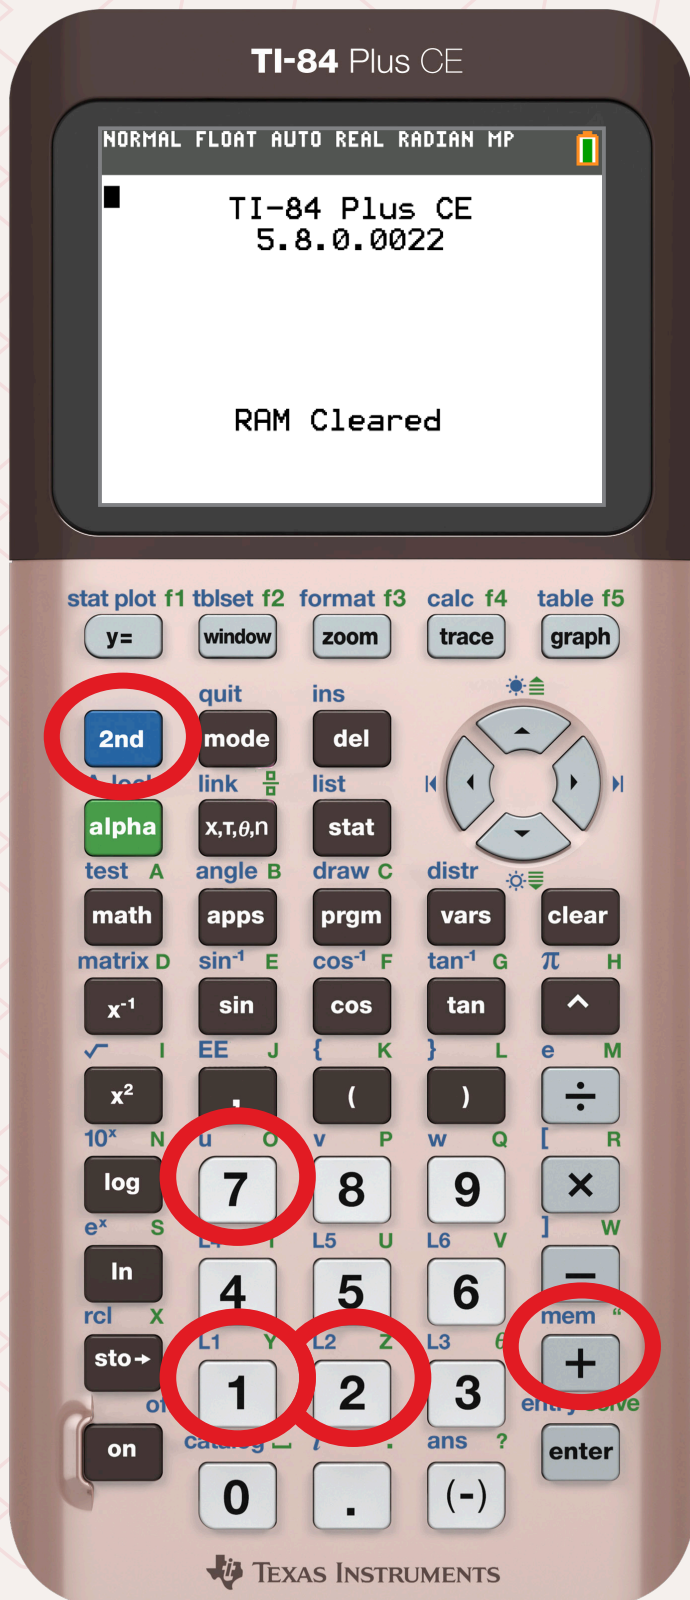 TI-84 Plus CE
NORMAL FLOAT AUTO REAL RADIAN MP
TI-84 Plus CE
5.8.0.0022
RAM Cleared
stat plot f1 tblset f2 format f3 calc f4 table f5
y= window zoom trace graph
quit ins
2nd mode del
link list
alpha X,T,θ,n stat
test A angle B draw C distr
math apps prgm vars clear
matrix D sin⁻¹ E cos⁻¹ F tan⁻¹ G π H
x⁻¹ sin cos tan ^
√ I EE J { K } L e M
x² , ( ) ÷
10ˣ N u O v P w Q [ R
log 7 8 9 ×
eˣ S L4 T L5 U L6 V ] W
ln 4 5 6 −
rcl X L1 Y L2 Z L3 θ mem "
sto→ 1 2 3 +
catalog i : ans ? entry solve
on 0 . (-) enter
TEXAS INSTRUMENTS